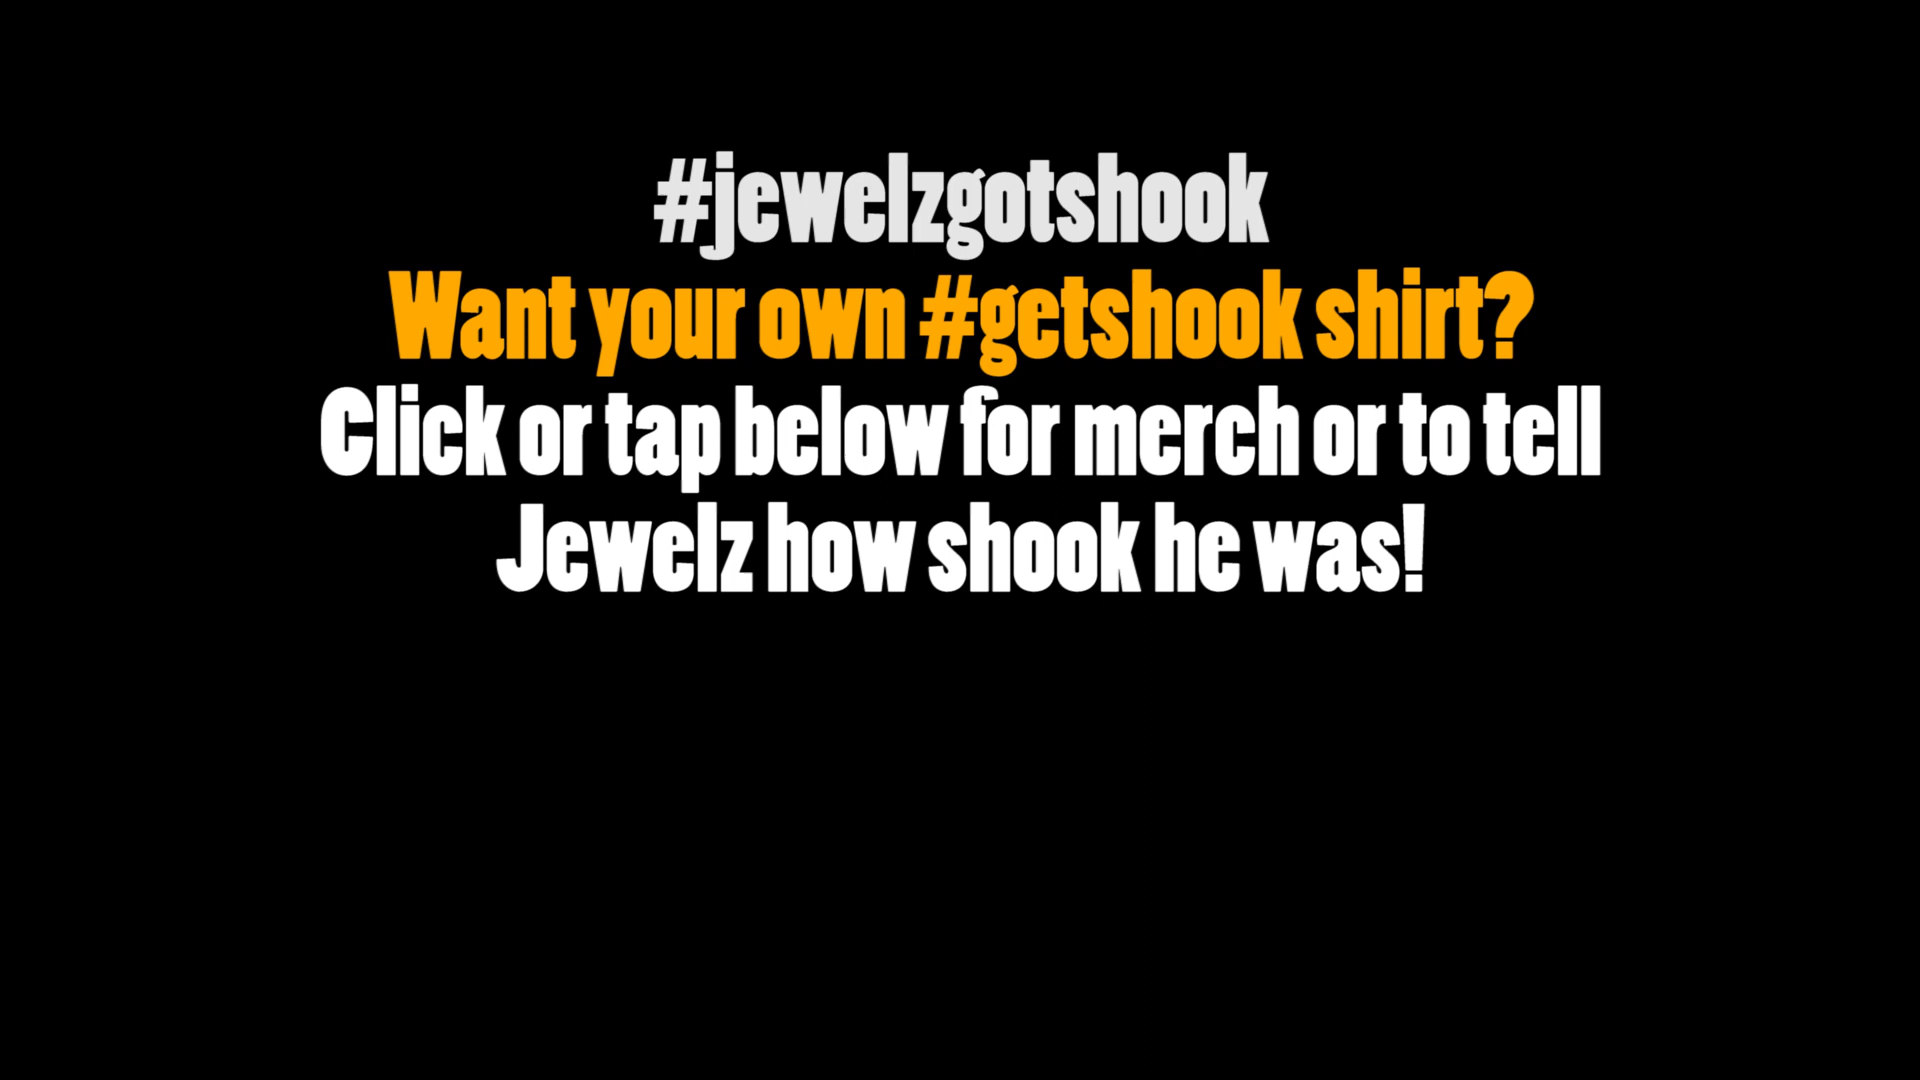 #jewelzgotshook
Want your own #getshook shirt?
Click or tap below for merch or to tell
Jewelz how shook he was!